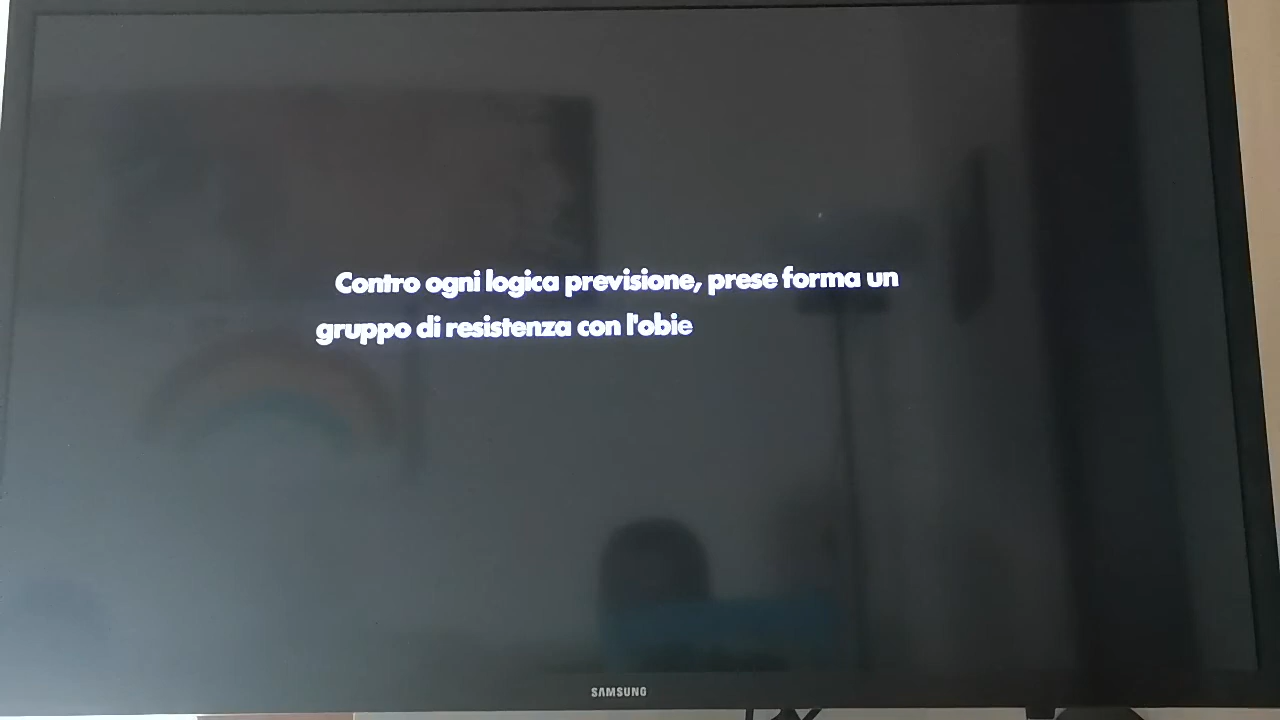 Contro ogni logica previsione, prese forma un
gruppo di resistenza con l'obie
SAMSUNG